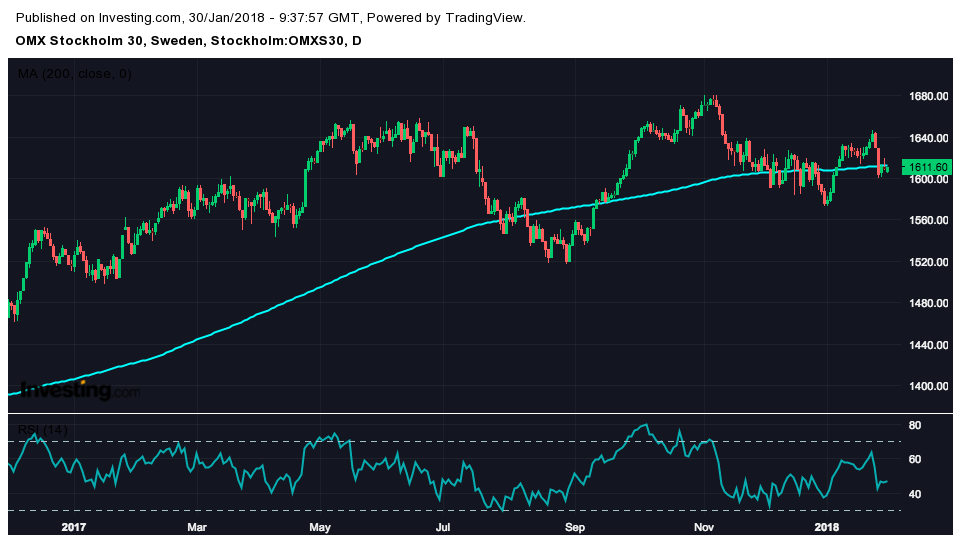 Published on Investing.com, 30/Jan/2018 - 9:37:57 GMT, Powered by TradingView.
OMX Stockholm 30, Sweden, Stockholm:OMXS30, D
MA (200, close, 0)
1680.00
1640.00
1611.60
1600.00
1560.00
1520.00
1480.00
1440.00
1400.00
Investing.com
RSI (14)
80
60
40
2017 Mar May Jul Sep Nov 2018